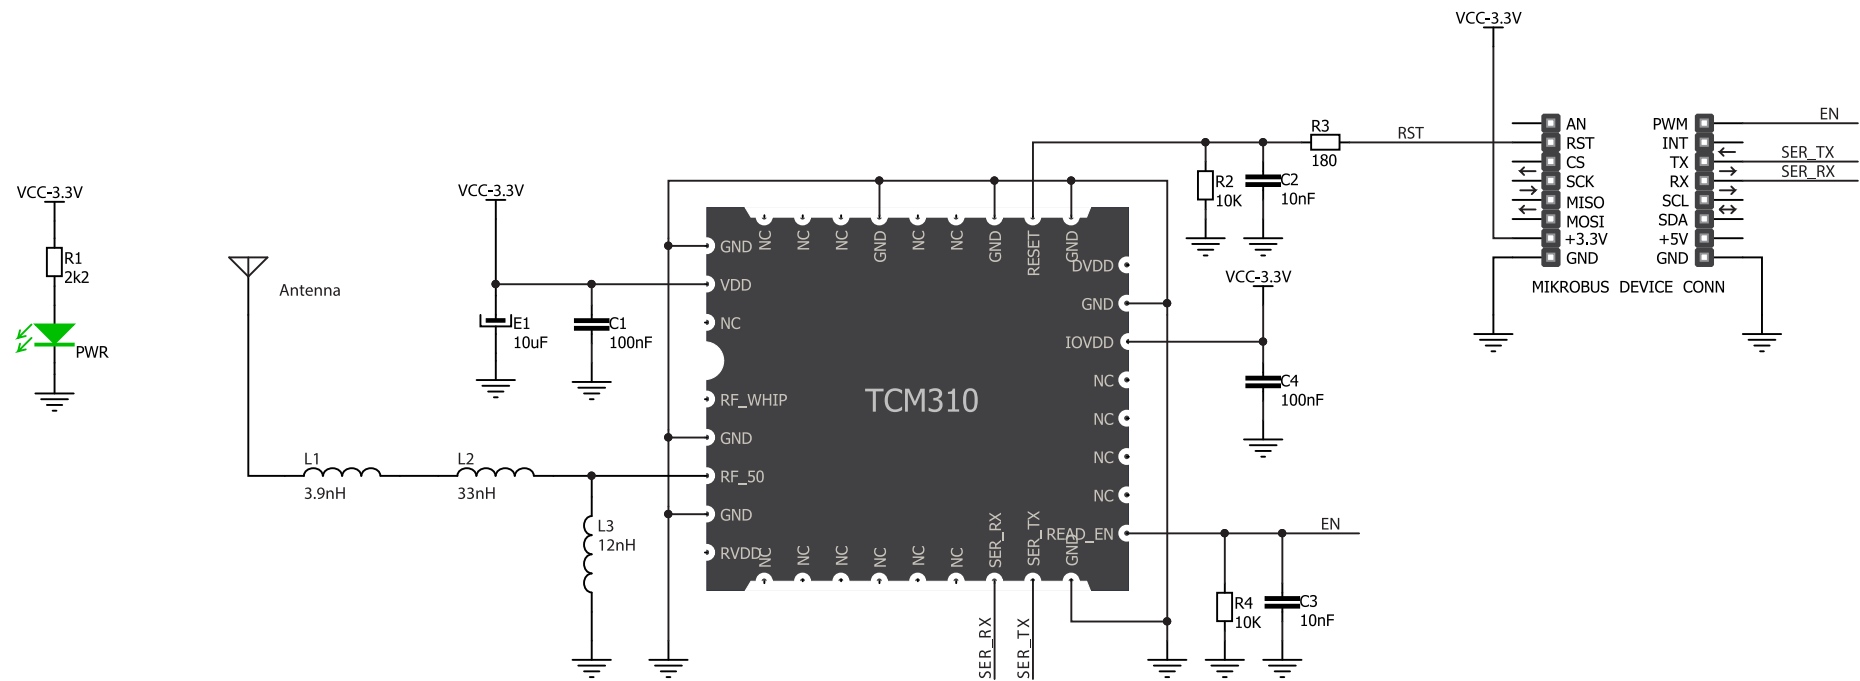 VCC-3.3V
R1
2k2
PWR
Antenna
L1
3.9nH
L2
33nH
L3
12nH
VCC-3.3V
E1
10uF
C1
100nF
TCM310
GND
VDD
NC
RF_WHIP
GND
RF_50
GND
RVDD
NC
NC
NC
GND
NC
NC
GND
RESET
GND
DVDD
GND
IOVDD
NC
NC
NC
NC
READ_EN
NC
NC
NC
NC
NC
NC
SER_RX
SER_TX
GND
SER_RX
SER_TX
R2
10K
C2
10nF
R3
180
RST
VCC-3.3V
C4
100nF
EN
R4
10K
C3
10nF
VCC-3.3V
AN
RST
CS
SCK
MISO
MOSI
+3.3V
GND
PWM
INT
TX
RX
SCL
SDA
+5V
GND
EN
SER_TX
SER_RX
MIKROBUS DEVICE CONN